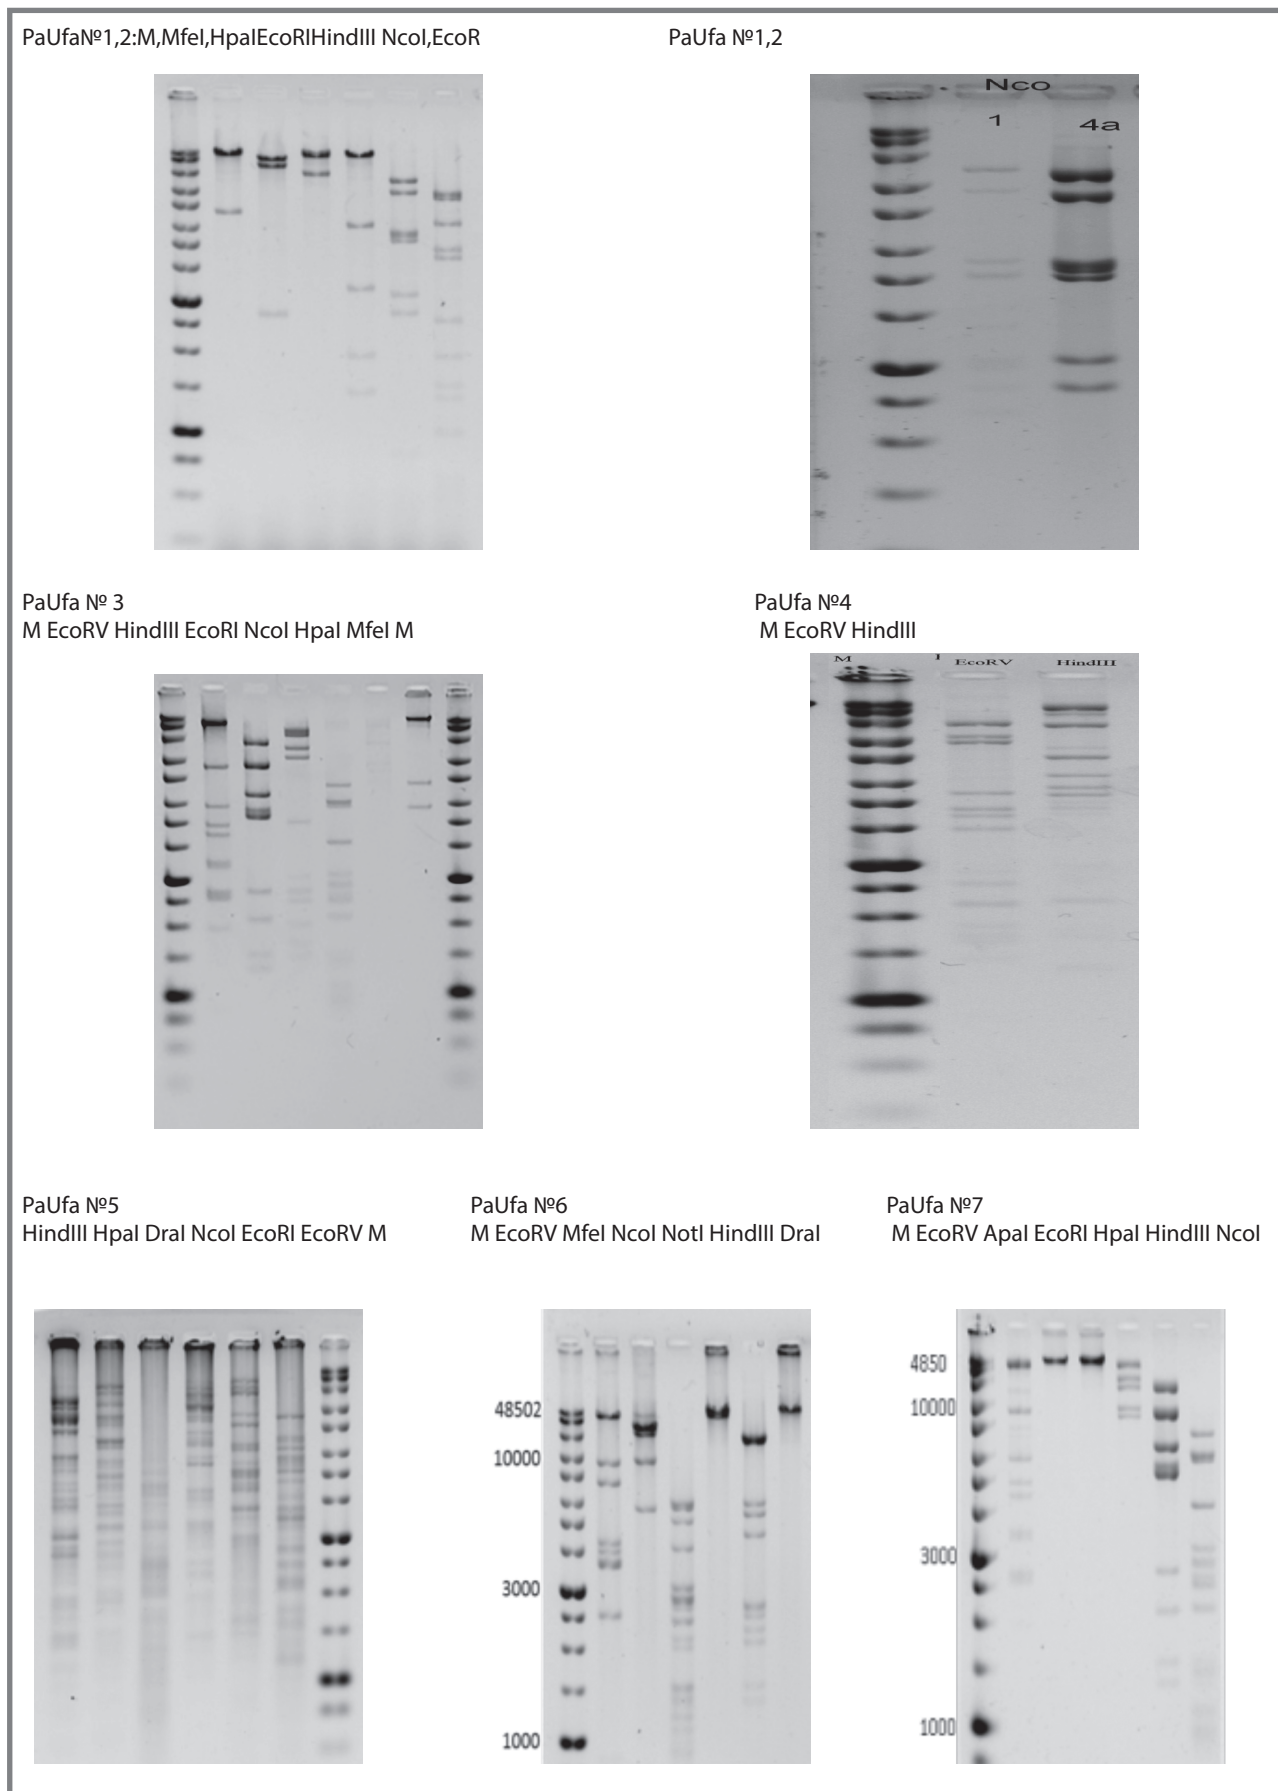 PaUfa№1,2:M,MfeI,HpaIEcoRIHindIII NcoI,EcoR
PaUfa №1,2
Nco
1
4a
PaUfa № 3
M EcoRV HindIII EcoRI NcoI HpaI MfeI M
PaUfa №4
M EcoRV HindIII
M
1
EcoRV
HindIII
PaUfa №5
HindIII HpaI DraI NcoI EcoRI EcoRV M
PaUfa №6
M EcoRV MfeI NcoI NotI HindIII DraI
48502
10000
3000
1000
PaUfa №7
M EcoRV ApaI EcoRI HpaI HindIII NcoI
4850
10000
3000
1000